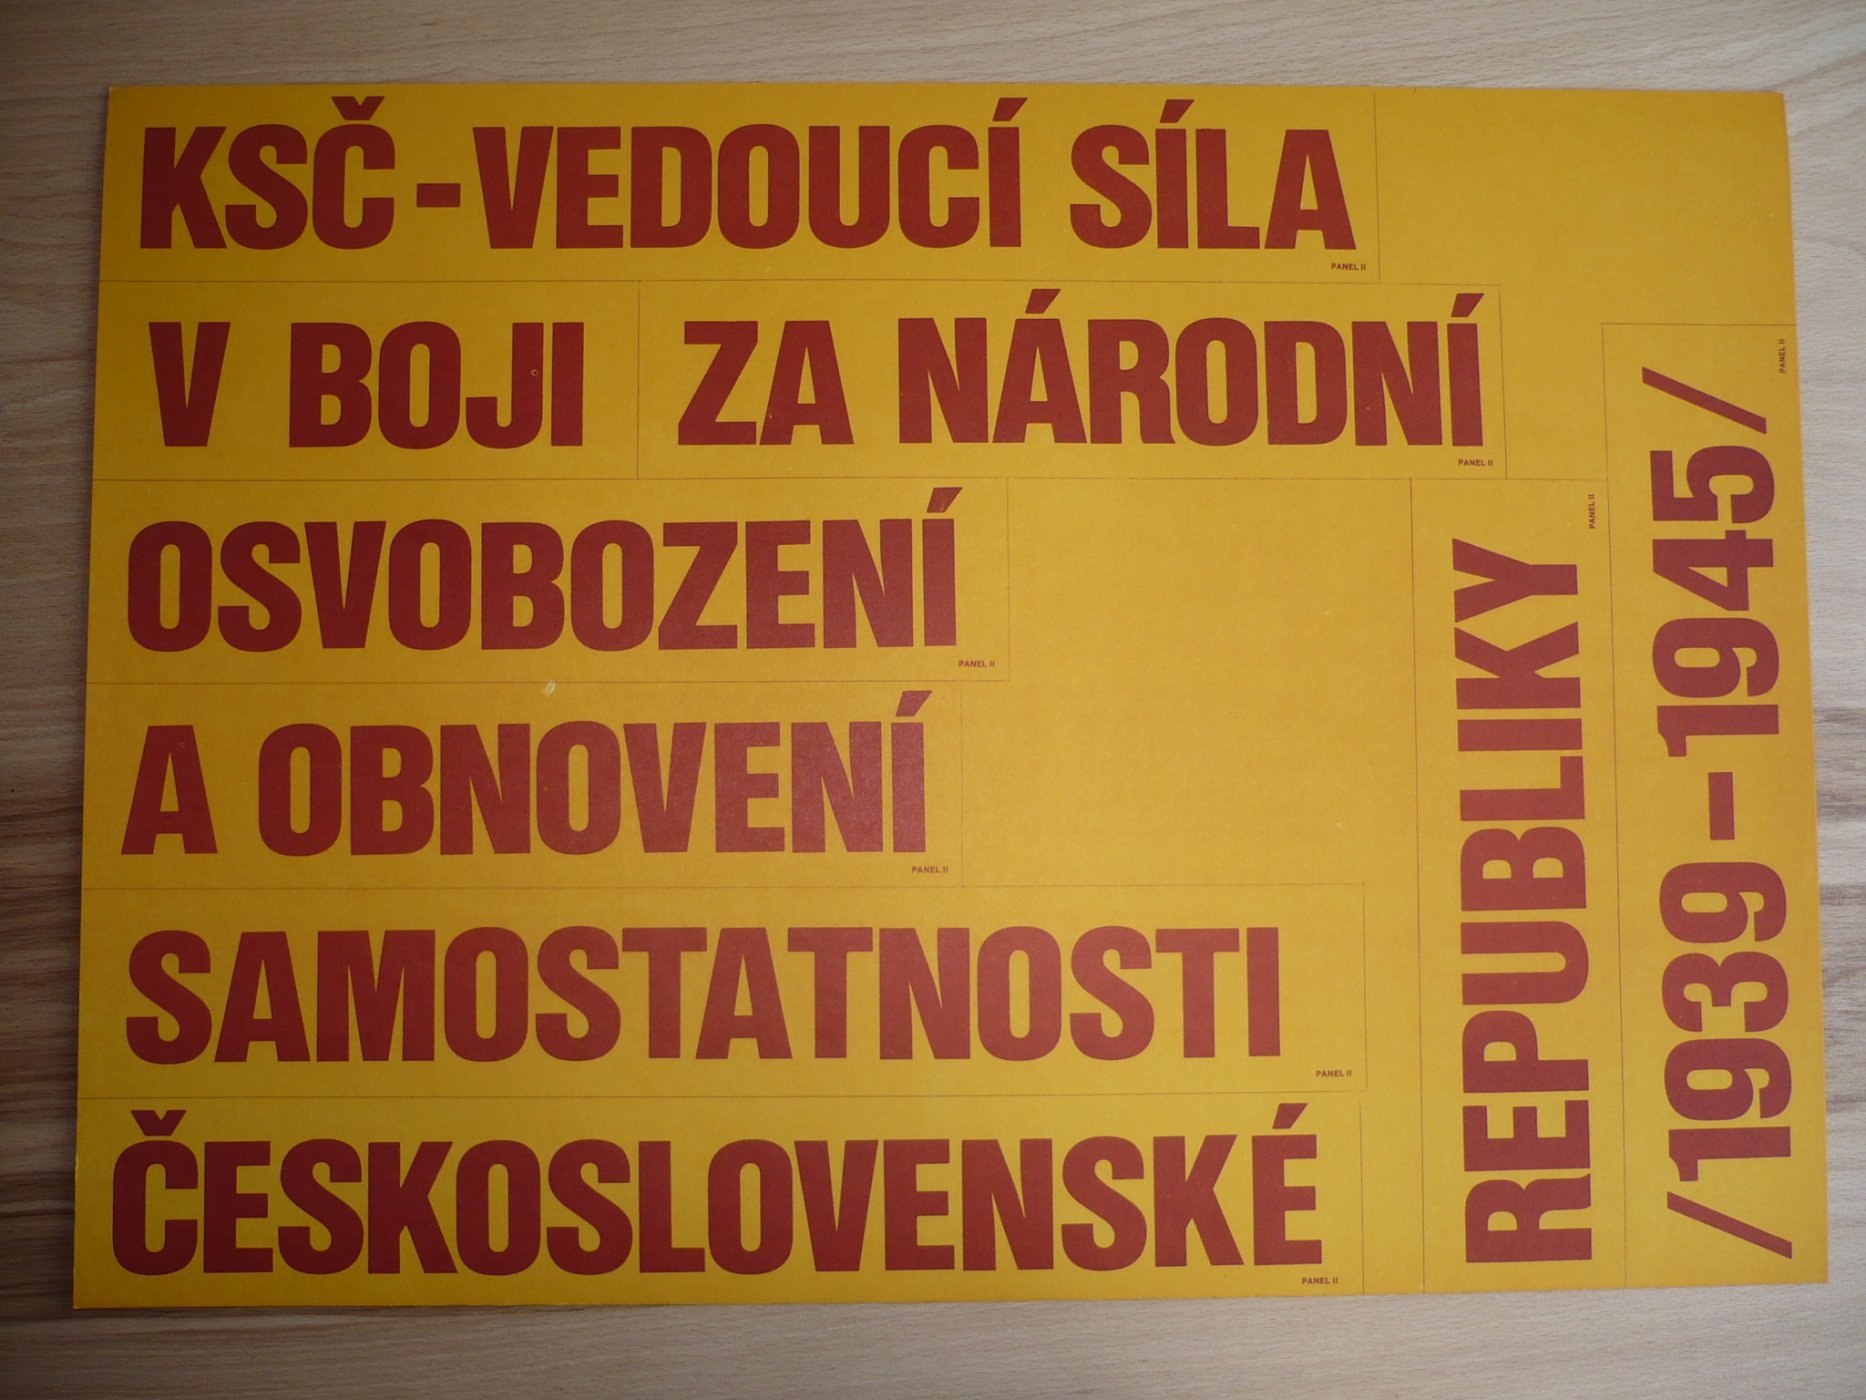 KSČ - VEDOUCÍ SÍLA
PANEL II
V BOJI ZA NÁRODNÍ
PANEL II
OSVOBOZENÍ
PANEL II
A OBNOVENÍ
PANEL II
SAMOSTATNOSTI
PANEL II
ČESKOSLOVENSKÉ
PANEL II
REPUBLIKY
PANEL II
/1939 – 1945/
PANEL II